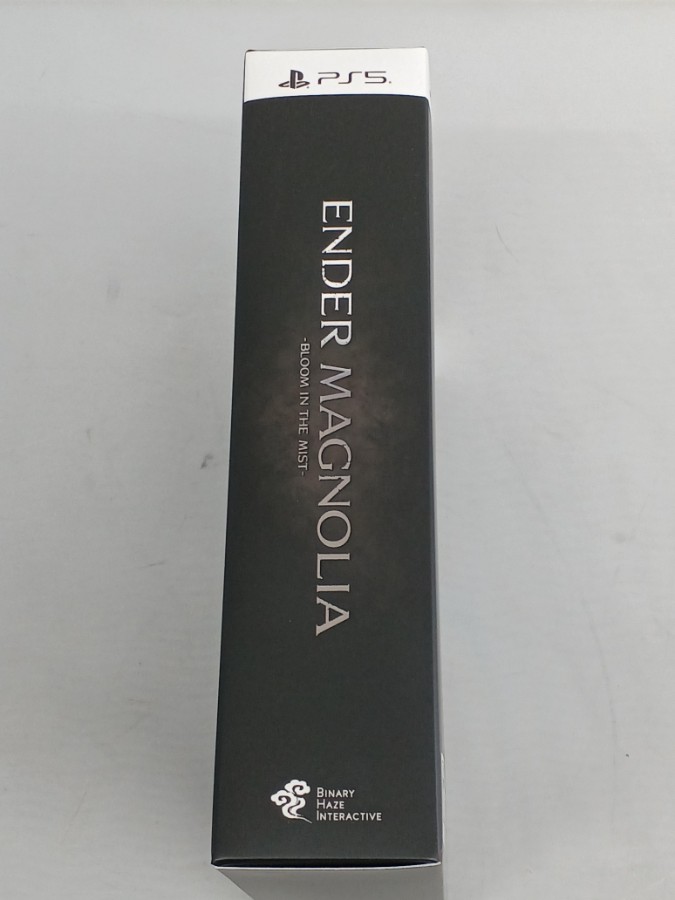 PS5
ENDER MAGNOLIA
-BLOOM IN THE MIST-
BINARY
HAZE
INTERACTIVE